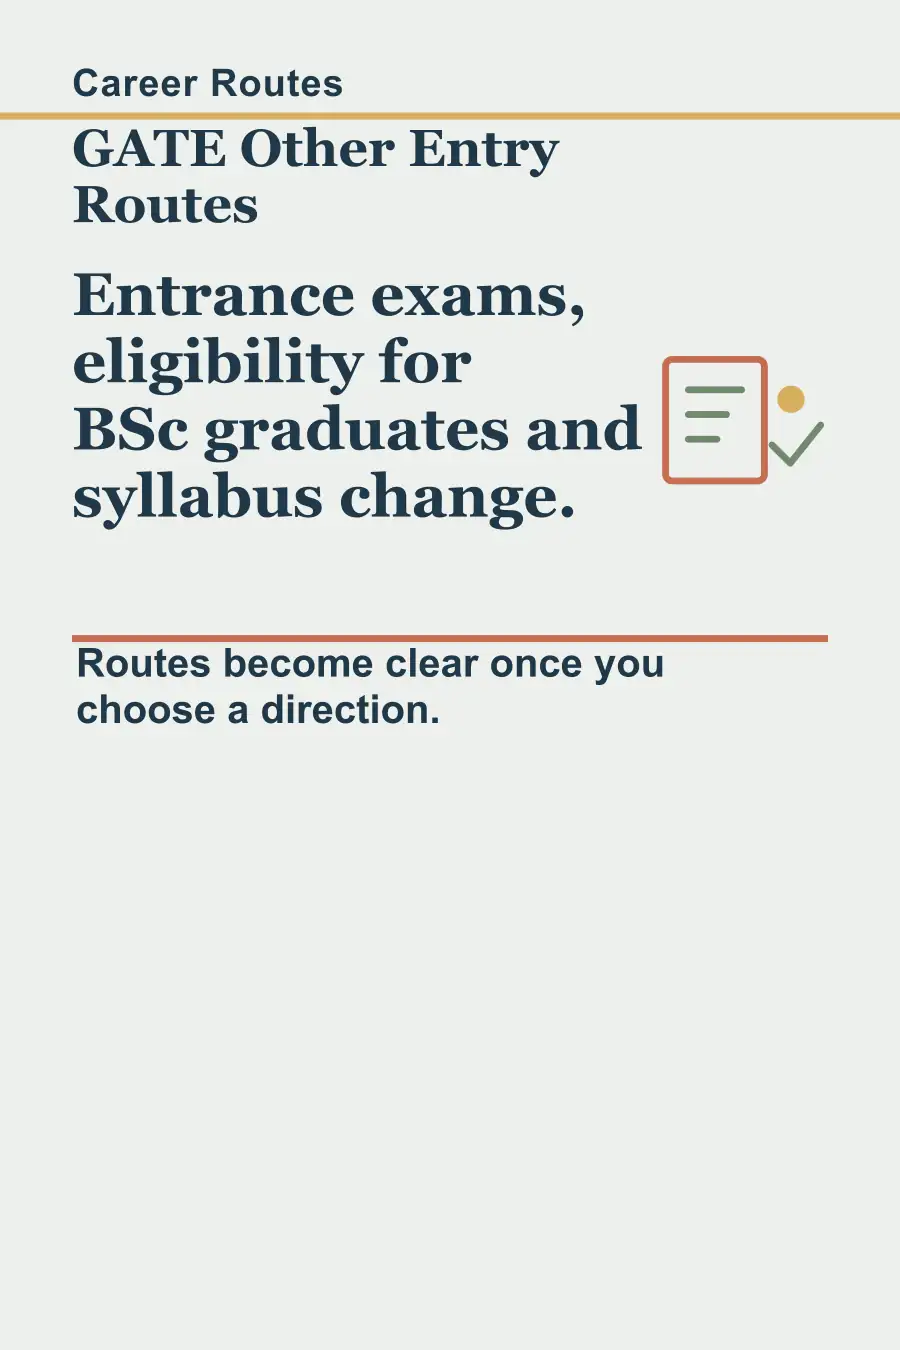 Career Routes
GATE Other Entry
Routes
Entrance exams,
eligibility for
BSc graduates and
syllabus change.
Routes become clear once you
choose a direction.